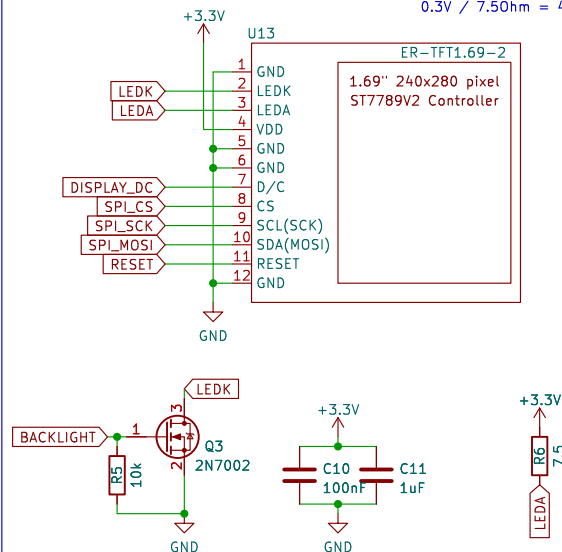 0.3V / 7.5Ohm =
+3.3V
U13
ER-TFT1.69-2
1.69" 240x280 pixel
ST7789V2 Controller
1 GND
LEDK 2 LEDK
LEDA 3 LEDA
4 VDD
5 GND
6 GND
DISPLAY_DC 7 D/C
SPI_CS 8 CS
SPI_SCK 9 SCL(SCK)
SPI_MOSI 10 SDA(MOSI)
RESET 11 RESET
12 GND
GND
LEDK
BACKLIGHT
1
3
2
Q3
2N7002
R5
10k
GND
+3.3V
C10
100nF
C11
1uF
GND
+3.3V
R6
7.5
LEDA